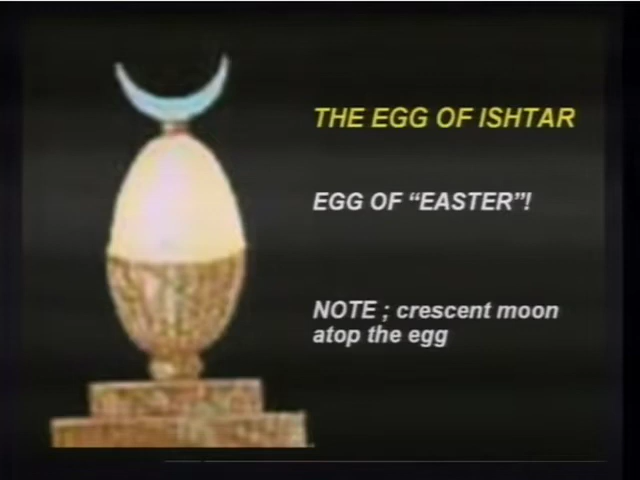 THE EGG OF ISHTAR
EGG OF “EASTER”!
NOTE ; crescent moon
atop the egg